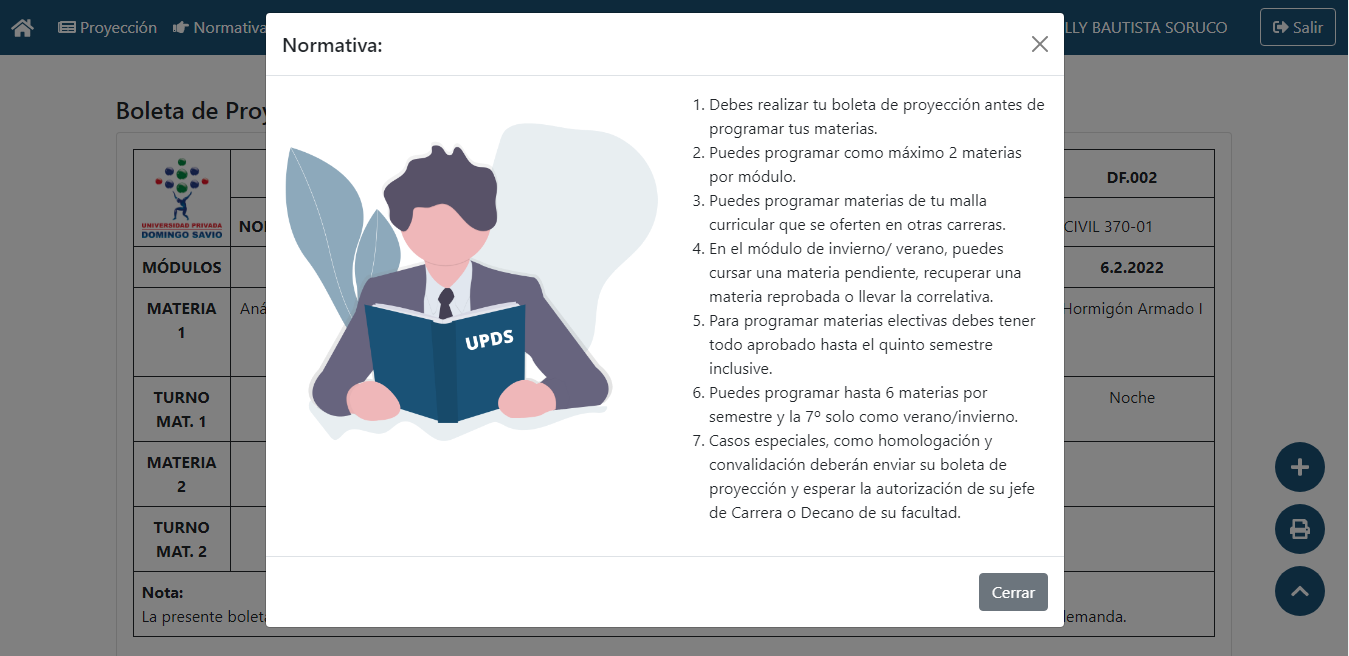 Proyección
Normativa
LLY BAUTISTA SORUCO
Salir
Normativa:
Boleta de Proy
UNIVERSIDAD PRIVADA
DOMINGO SAVIO
DF.002
NO
CIVIL 370-01
MÓDULOS
6.2.2022
MATERIA
1
Aná
Hormigón Armado I
TURNO
MAT. 1
Noche
MATERIA
2
TURNO
MAT. 2
Nota:
La presente bolet
demanda.
UPDS
1. Debes realizar tu boleta de proyección antes de
programar tus materias.
2. Puedes programar como máximo 2 materias
por módulo.
3. Puedes programar materias de tu malla
curricular que se oferten en otras carreras.
4. En el módulo de invierno/ verano, puedes
cursar una materia pendiente, recuperar una
materia reprobada o llevar la correlativa.
5. Para programar materias electivas debes tener
todo aprobado hasta el quinto semestre
inclusive.
6. Puedes programar hasta 6 materias por
semestre y la 7º solo como verano/invierno.
7. Casos especiales, como homologación y
convalidación deberán enviar su boleta de
proyección y esperar la autorización de su jefe
de Carrera o Decano de su facultad.
Cerrar